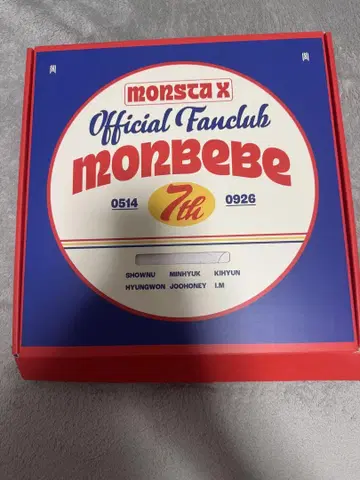 MONSTA X
Official Fanclub
MONBEBE
0514 7th 0926
SHOWNU MINHYUK KIHYUN
HYUNGWON JOOHONEY I.M